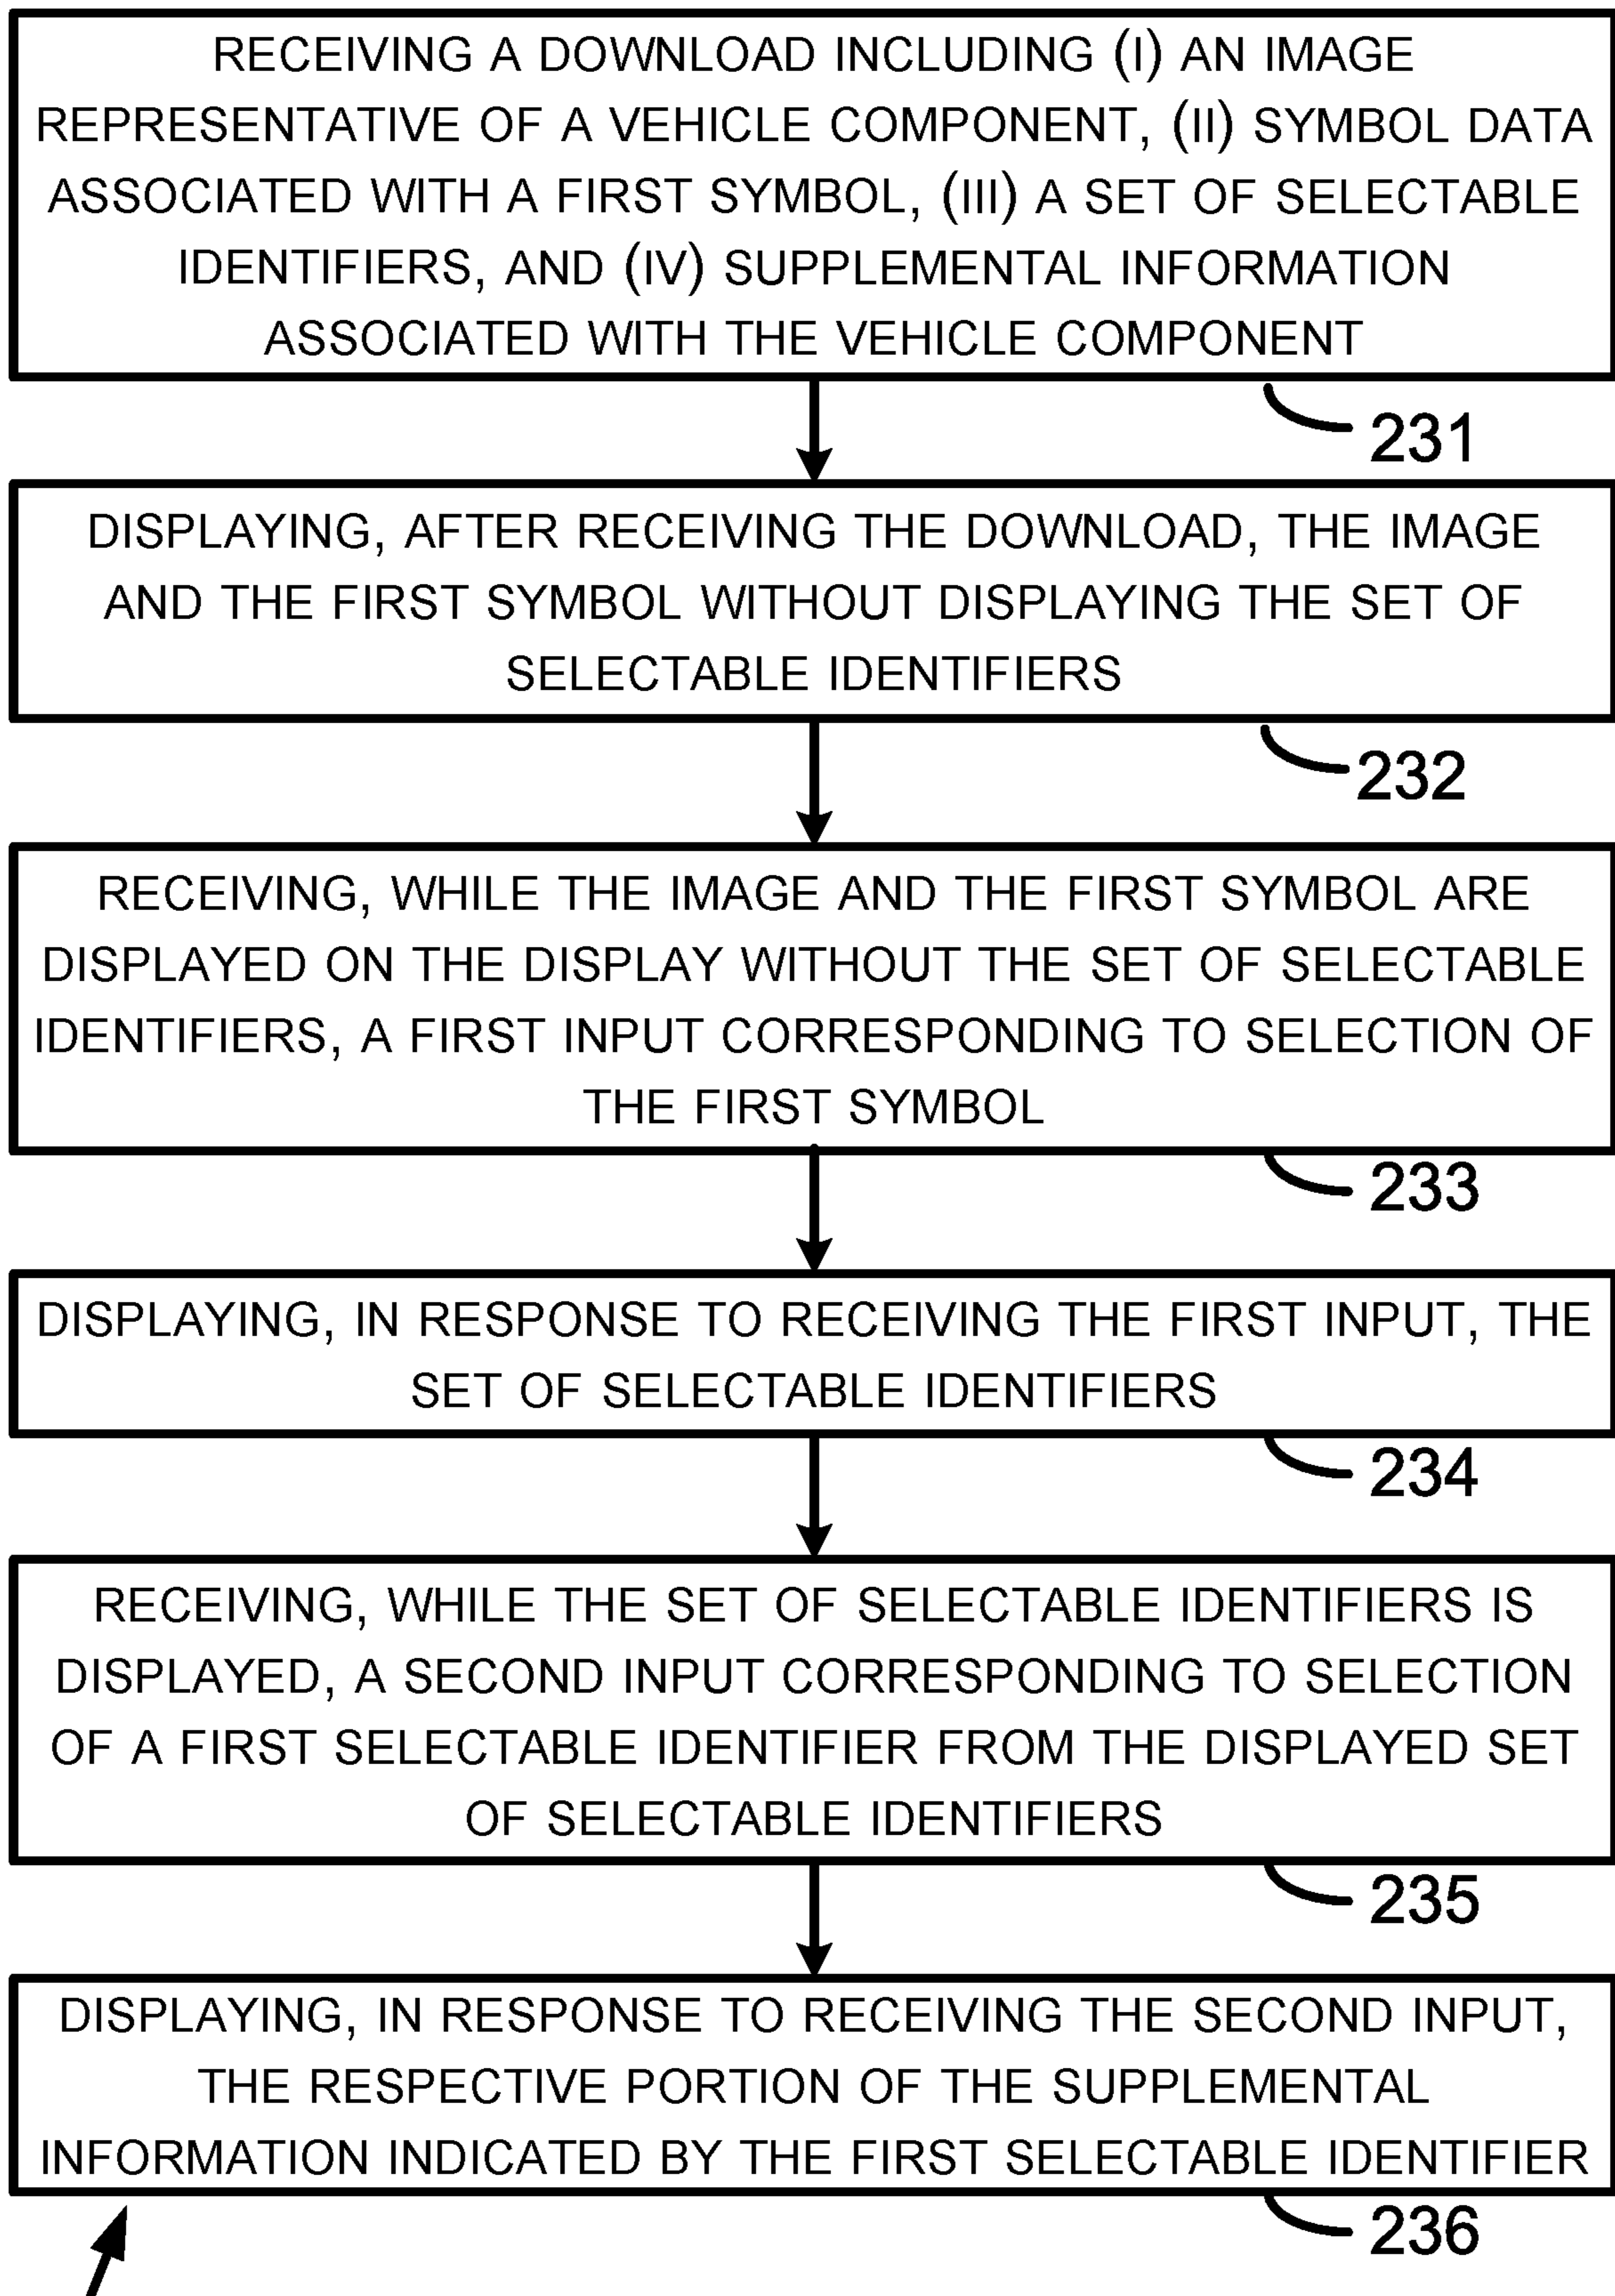 RECEIVING A DOWNLOAD INCLUDING (I) AN IMAGE
REPRESENTATIVE OF A VEHICLE COMPONENT, (II) SYMBOL DATA
ASSOCIATED WITH A FIRST SYMBOL, (III) A SET OF SELECTABLE
IDENTIFIERS, AND (IV) SUPPLEMENTAL INFORMATION
ASSOCIATED WITH THE VEHICLE COMPONENT
231
DISPLAYING, AFTER RECEIVING THE DOWNLOAD, THE IMAGE
AND THE FIRST SYMBOL WITHOUT DISPLAYING THE SET OF
SELECTABLE IDENTIFIERS
232
RECEIVING, WHILE THE IMAGE AND THE FIRST SYMBOL ARE
DISPLAYED ON THE DISPLAY WITHOUT THE SET OF SELECTABLE
IDENTIFIERS, A FIRST INPUT CORRESPONDING TO SELECTION OF
THE FIRST SYMBOL
233
DISPLAYING, IN RESPONSE TO RECEIVING THE FIRST INPUT, THE
SET OF SELECTABLE IDENTIFIERS
234
RECEIVING, WHILE THE SET OF SELECTABLE IDENTIFIERS IS
DISPLAYED, A SECOND INPUT CORRESPONDING TO SELECTION
OF A FIRST SELECTABLE IDENTIFIER FROM THE DISPLAYED SET
OF SELECTABLE IDENTIFIERS
235
DISPLAYING, IN RESPONSE TO RECEIVING THE SECOND INPUT,
THE RESPECTIVE PORTION OF THE SUPPLEMENTAL
INFORMATION INDICATED BY THE FIRST SELECTABLE IDENTIFIER
236